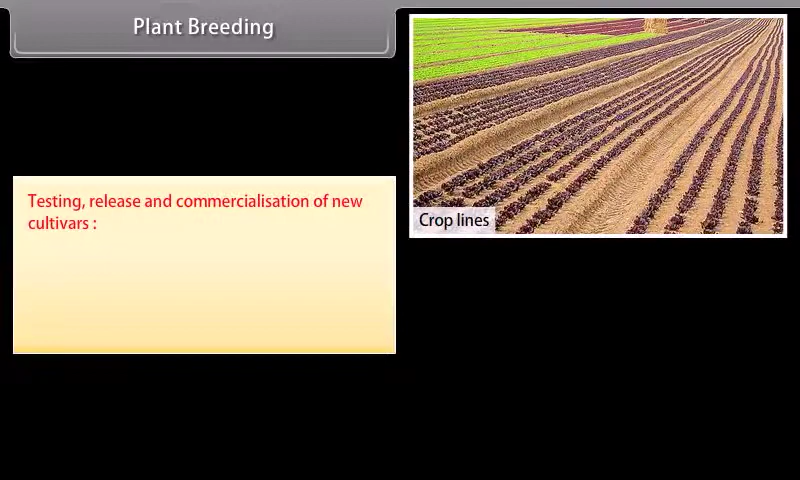 Plant Breeding
Testing, release and commercialisation of new
cultivars :
Crop lines